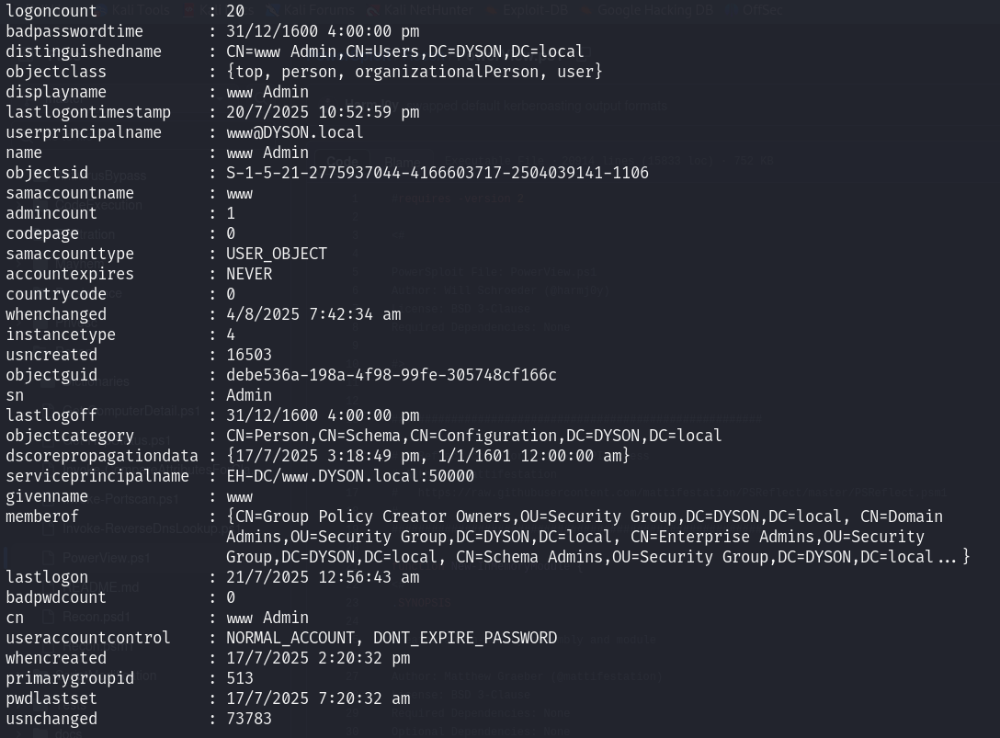 logoncount : 20
badpasswordtime : 31/12/1600 4:00:00 pm
distinguishedname : CN=www Admin,CN=Users,DC=DYSON,DC=local
objectclass : {top, person, organizationalPerson, user}
displayname : www Admin
lastlogontimestamp : 20/7/2025 10:52:59 pm
userprincipalname : www@DYSON.local
name : www Admin
objectsid : S-1-5-21-2775937044-4166603717-2504039141-1106
samaccountname : www
admincount : 1
codepage : 0
samaccounttype : USER_OBJECT
accountexpires : NEVER
countrycode : 0
whenchanged : 4/8/2025 7:42:34 am
instancetype : 4
usncreated : 16503
objectguid : debe536a-198a-4f98-99fe-305748cf166c
sn : Admin
lastlogoff : 31/12/1600 4:00:00 pm
objectcategory : CN=Person,CN=Schema,CN=Configuration,DC=DYSON,DC=local
dscorepropagationdata : {17/7/2025 3:18:49 pm, 1/1/1601 12:00:00 am}
serviceprincipalname : EH-DC/www.DYSON.local:50000
givenname : www
memberof : {CN=Group Policy Creator Owners,OU=Security Group,DC=DYSON,DC=local, CN=Domain
Admins,OU=Security Group,DC=DYSON,DC=local, CN=Enterprise Admins,OU=Security
Group,DC=DYSON,DC=local, CN=Schema Admins,OU=Security Group,DC=DYSON,DC=local...}
lastlogon : 21/7/2025 12:56:43 am
badpwdcount : 0
cn : www Admin
useraccountcontrol : NORMAL_ACCOUNT, DONT_EXPIRE_PASSWORD
whencreated : 17/7/2025 2:20:32 pm
primarygroupid : 513
pwdlastset : 17/7/2025 7:20:32 am
usnchanged : 73783